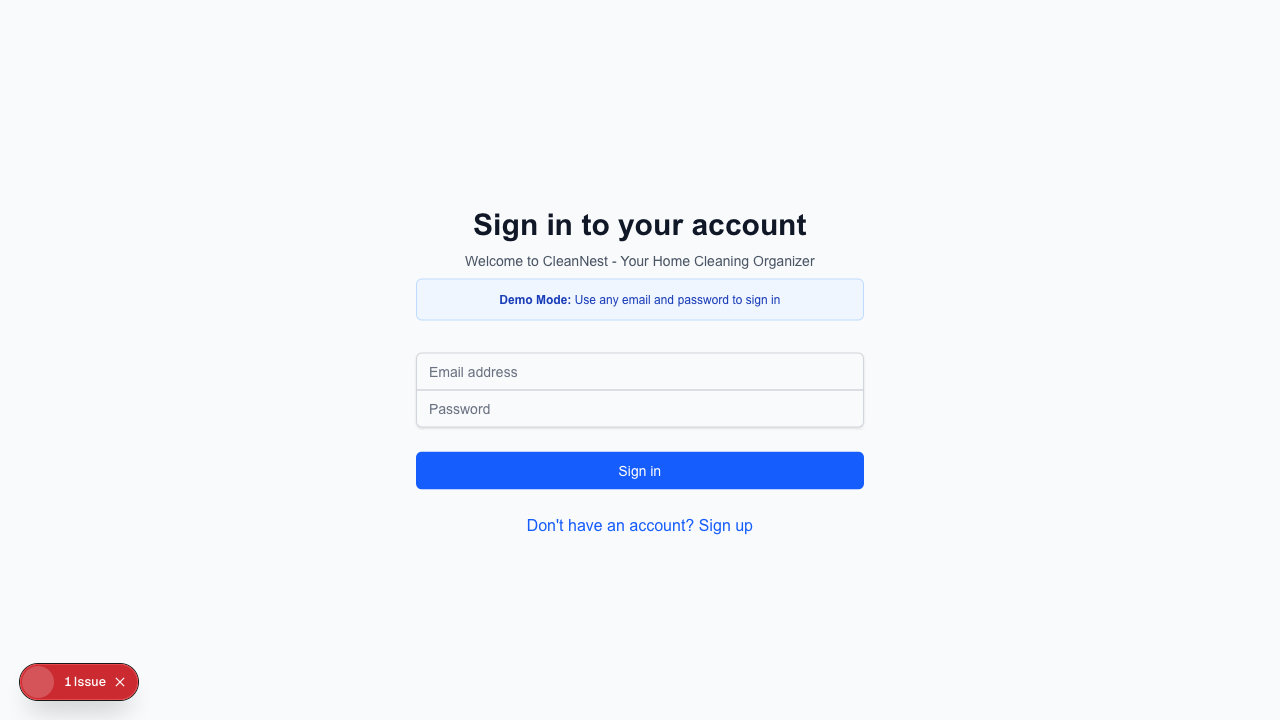 Sign in to your account
Welcome to CleanNest - Your Home Cleaning Organizer
Demo Mode: Use any email and password to sign in
Email address
Password
Sign in
Don't have an account? Sign up
1 Issue